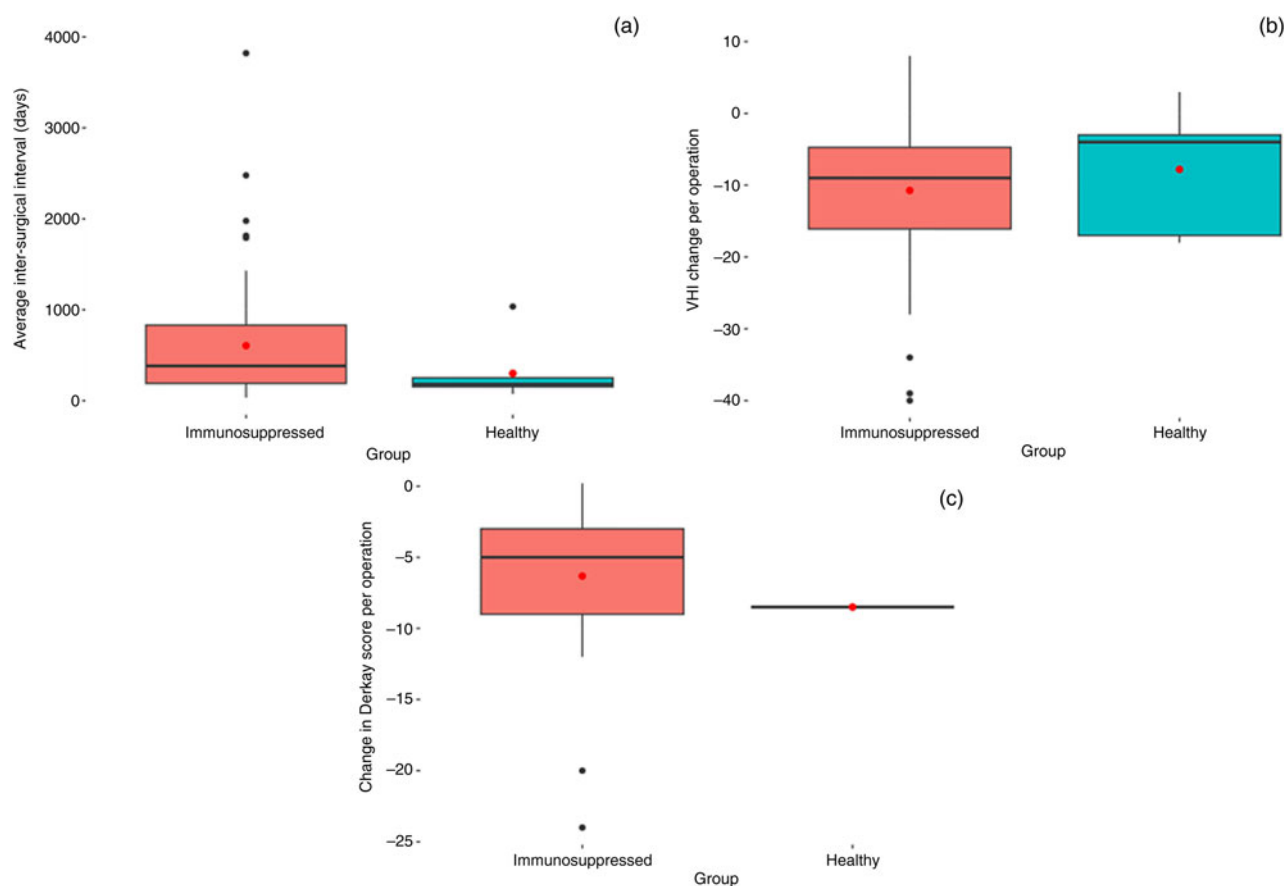 (a)
Average inter-surgical interval (days)
4000
3000
2000
1000
0
Immunosuppressed Healthy
Group
(b)
VHI change per operation
10
0
−10
−20
−30
−40
Immunosuppressed Healthy
Group
(c)
Change in Derkay score per operation
0
−5
−10
−15
−20
−25
Immunosuppressed Healthy
Group